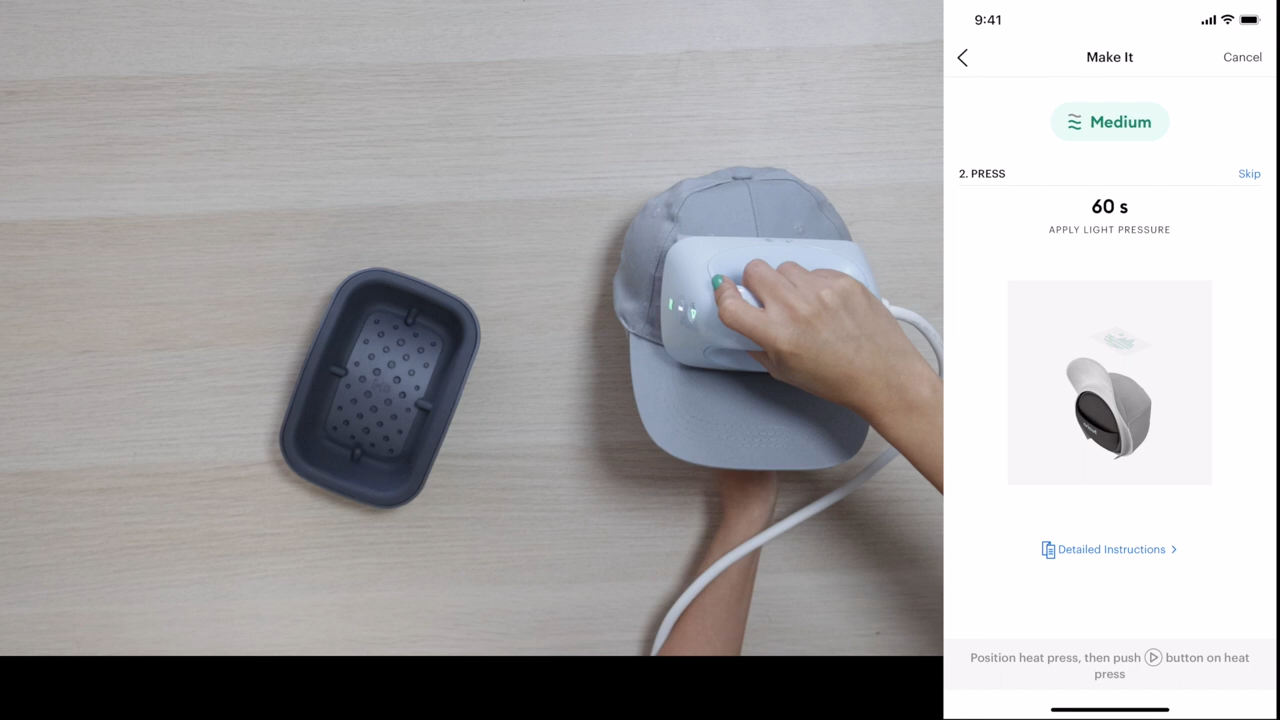 9:41
Make It
Cancel
Medium
2. PRESS
Skip
60 s
APPLY LIGHT PRESSURE
Detailed Instructions
Position heat press, then push button on heat
press